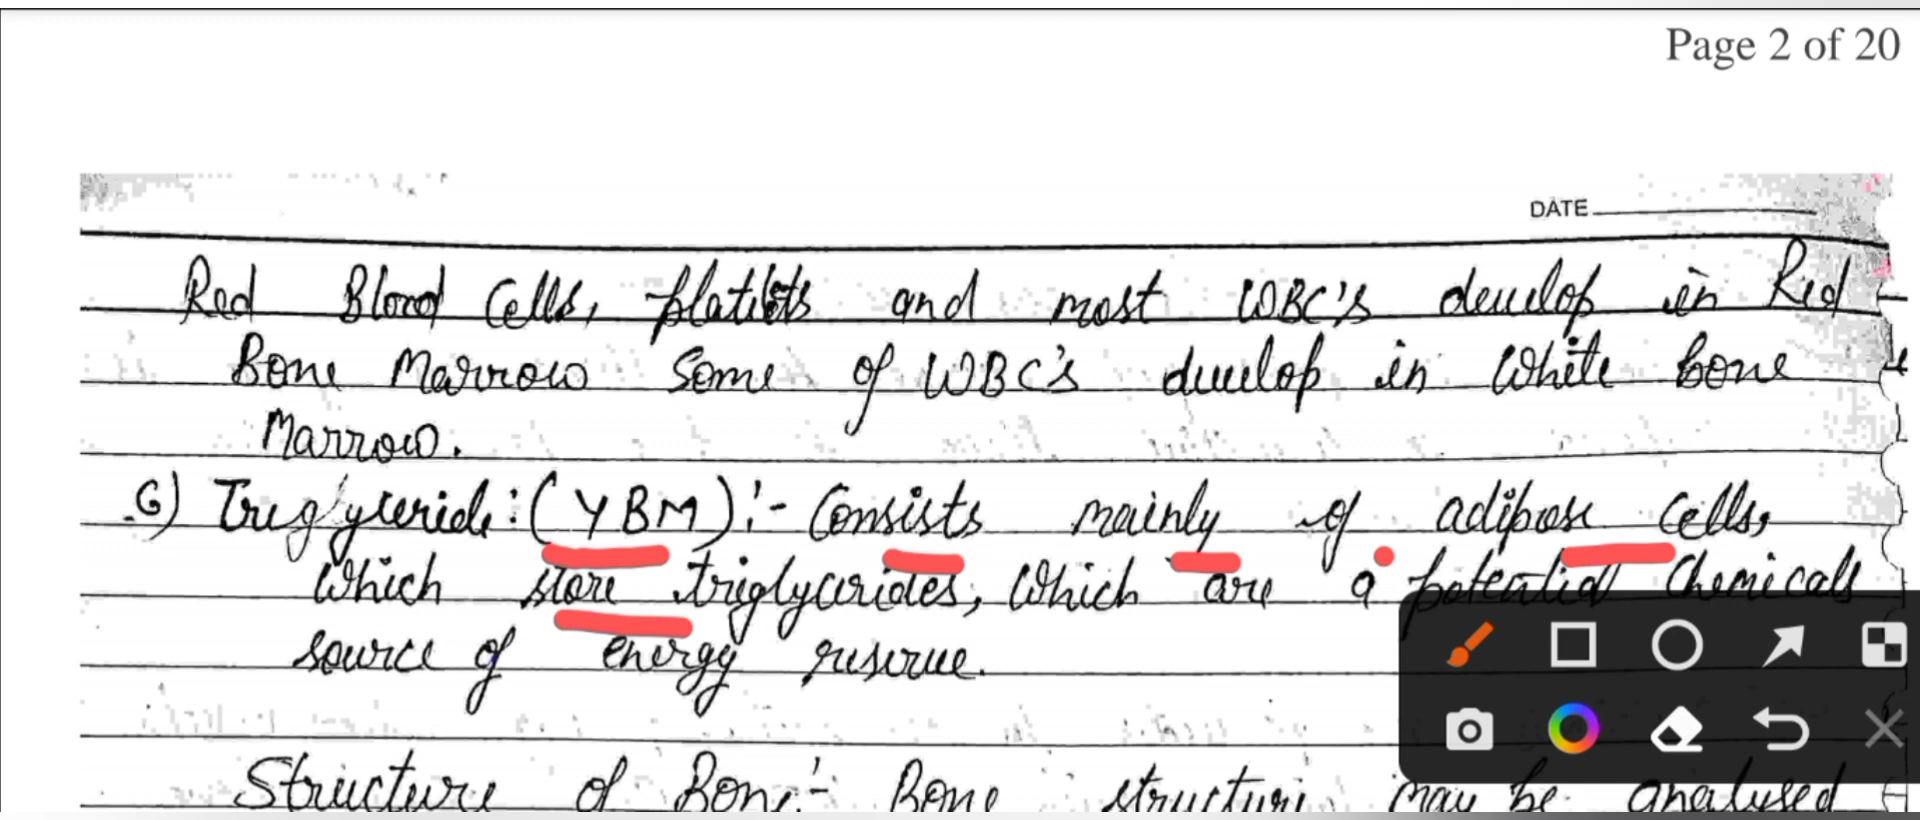 Page 2 of 20
DATE
Red Blood Cells, platilets and most WBC's develop in Red
Bone Marrow Some of WBC's develop in White bone
Marrow.
6) Triglyceride: (YBM):- Consists mainly of adipose Cells,
Which store triglycerides, Which are a potential Chemicals
source of energy reserve.
Structure of Bone:- Bone structure may be analysed